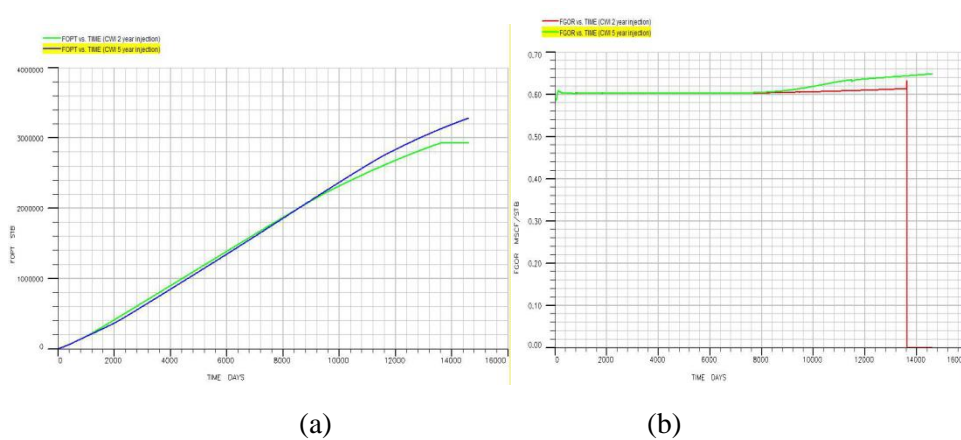 FOPT vs. TIME (CWI 2 year injection)
FOPT vs. TIME (CWI 5 year injection)
4000000
3000000
2000000
1000000
0
FOPT STB
0 2000 4000 6000 8000 10000 12000 14000 16000
TIME DAYS
(a)
FGOR vs. TIME (CWI 2 year injection)
FGOR vs. TIME (CWI 5 year injection)
0.70
0.60
0.50
0.40
0.30
0.20
0.10
0.00
FGOR MSCF/STB
0 2000 4000 6000 8000 10000 12000 14000 16000
TIME DAYS
(b)